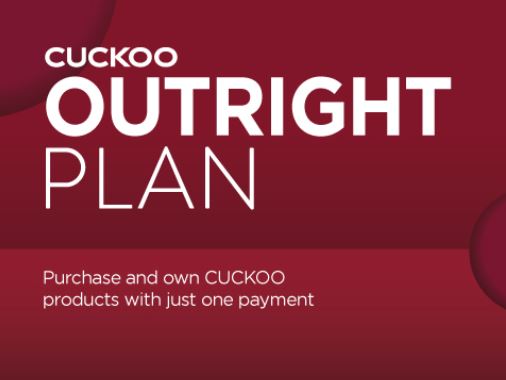 CUCKOO
OUTRIGHT
PLAN
Purchase and own CUCKOO
products with just one payment